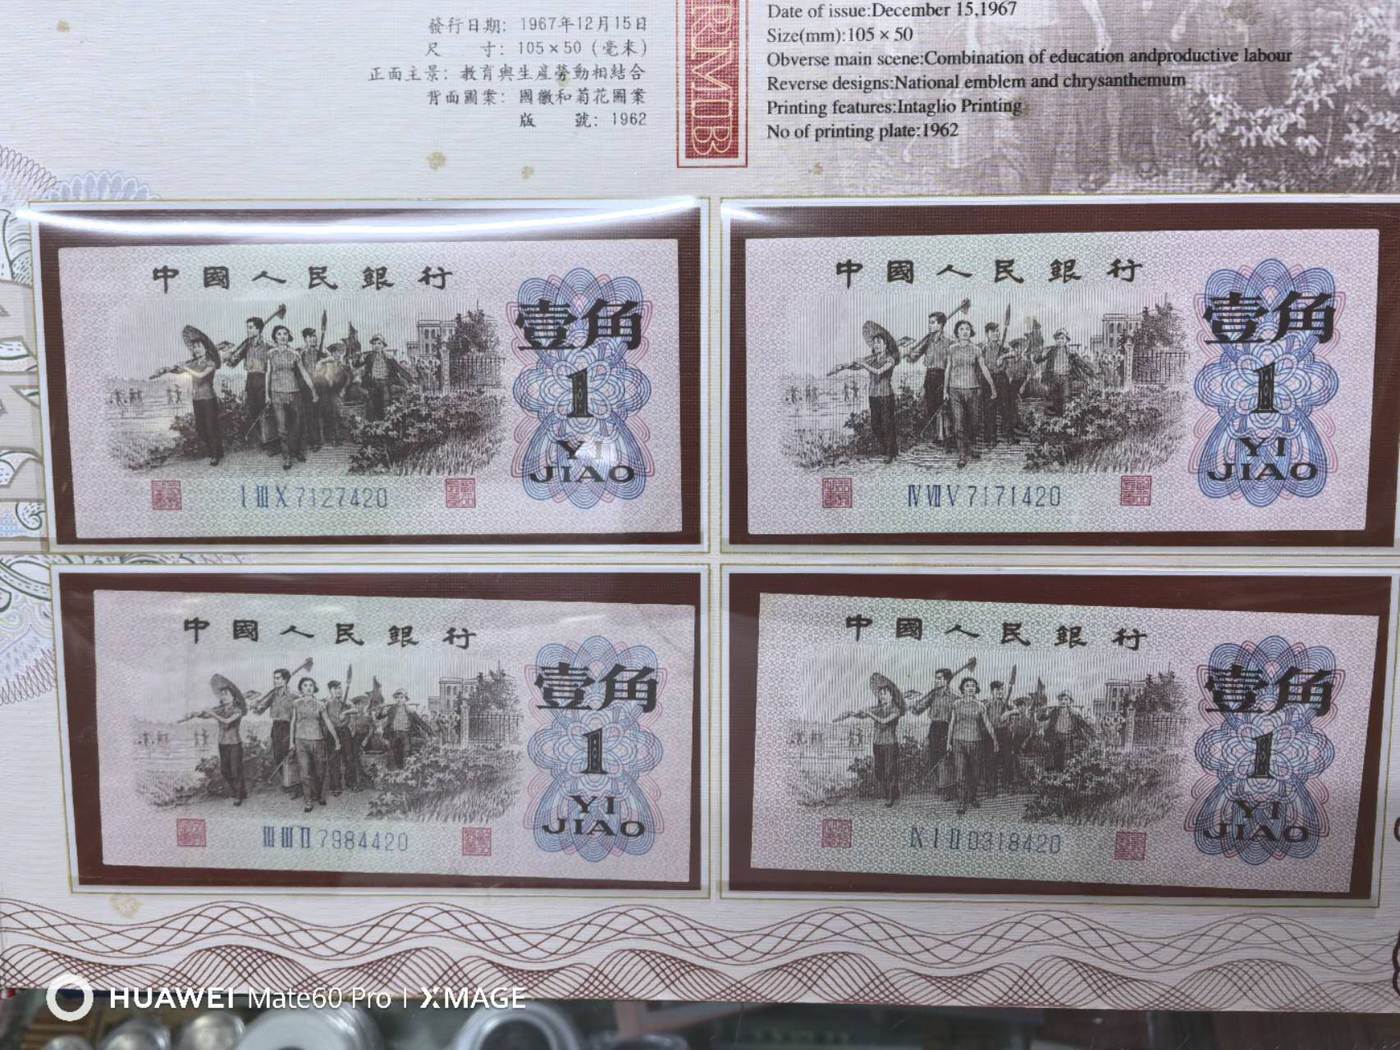 發行日期: 1967年12月15日
尺 寸: 105×50 (毫末)
正面主景: 教育與生產勞動相結合
背面圖案: 國徽和菊花圖案
版 號: 1962
RMB
Date of issue:December 15,1967
Size(mm):105×50
Obverse main scene:Combination of education andproductive labour
Reverse designs:National emblem and chrysanthemum
Printing features:Intaglio Printing
No of printing plate:1962
中國人民銀行
壹角
1
YI
JIAO
I III X 7127420
中國人民銀行
壹角
1
YI
JIAO
IV VII V 7171420
中國人民銀行
壹角
1
YI
JIAO
III III II 7984420
中國人民銀行
壹角
1
YI
JIAO
IX I II 0318420
HUAWEI Mate60 Pro | XMAGE